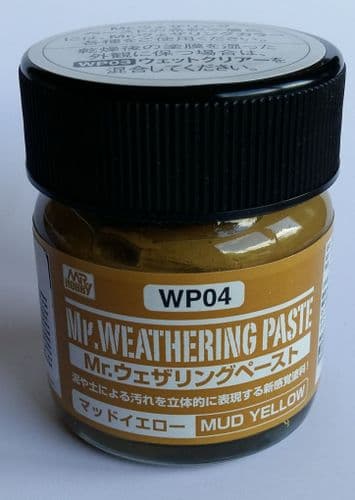 乾燥後の塗膜を湿った
外観に保つ場合は、
WP03 ウェットクリアーを
混合してください。
MR.
HOBBY
WP04
MR.WEATHERING PASTE
Mr.ウェザリングペースト
泥や土による汚れを立体的に表現する新感覚塗料!
マッドイエロー MUD YELLOW